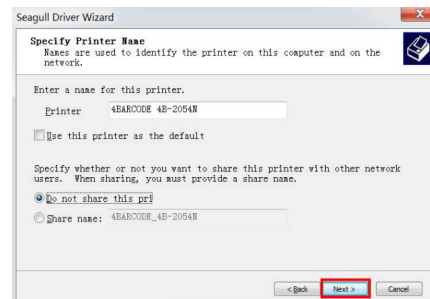 Seagull Driver Wizard
Specify Printer Name
Names are used to identify the printer on this computer and on the
network.
Enter a name for this printer.
Printer 4BARCODE 4B-2054N
Use this printer as the default
Specify whether or not you want to share this printer with other network
users. When sharing, you must provide a share name.
Do not share this pri
Share name: 4BARCODE_4B-2054N
< Back Next > Cancel